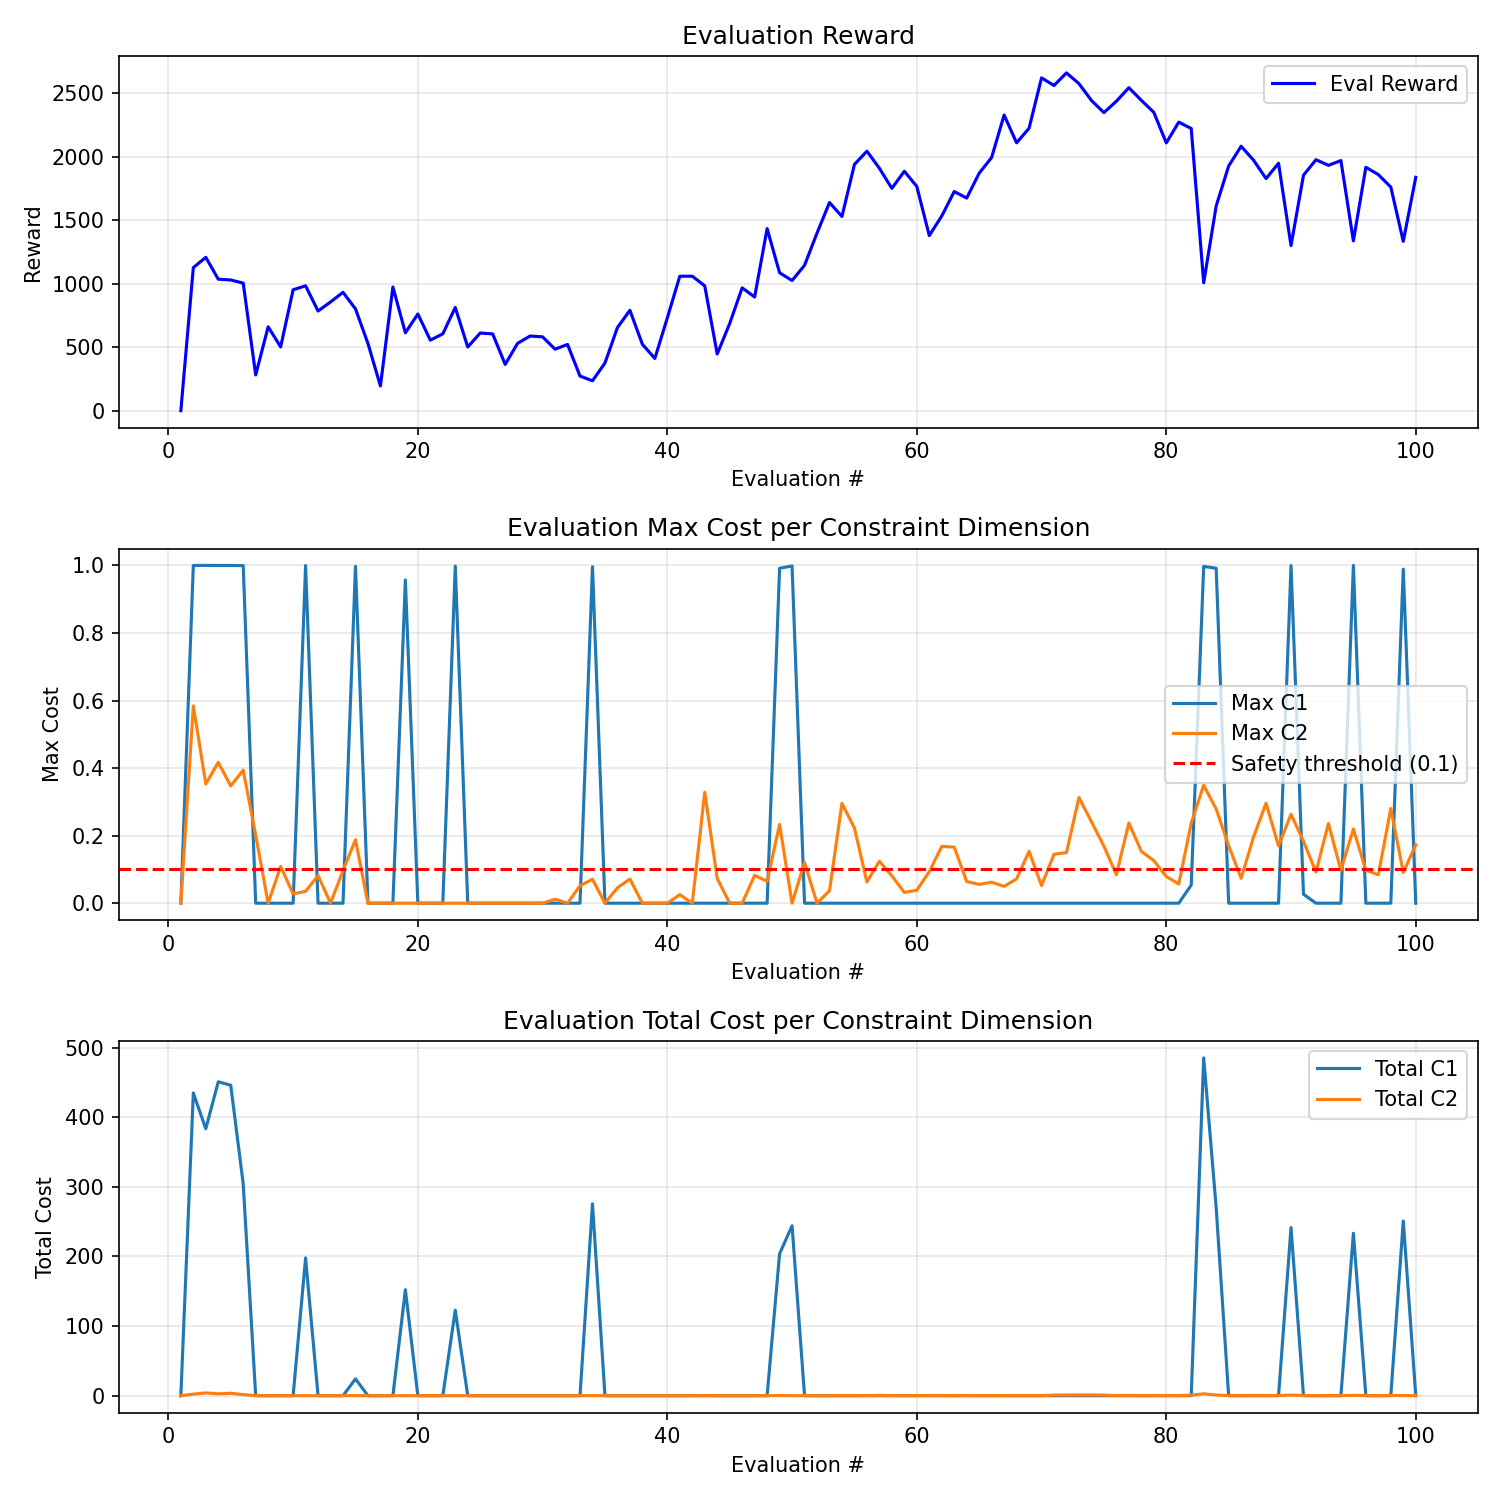 Evaluation Reward
Reward
2500
2000
1500
1000
500
0
Eval Reward
0 20 40 60 80 100
Evaluation #
Evaluation Max Cost per Constraint Dimension
Max Cost
1.0
0.8
0.6
0.4
0.2
0.0
Max C1
Max C2
Safety threshold (0.1)
0 20 40 60 80 100
Evaluation #
Evaluation Total Cost per Constraint Dimension
Total Cost
500
400
300
200
100
0
Total C1
Total C2
0 20 40 60 80 100
Evaluation #